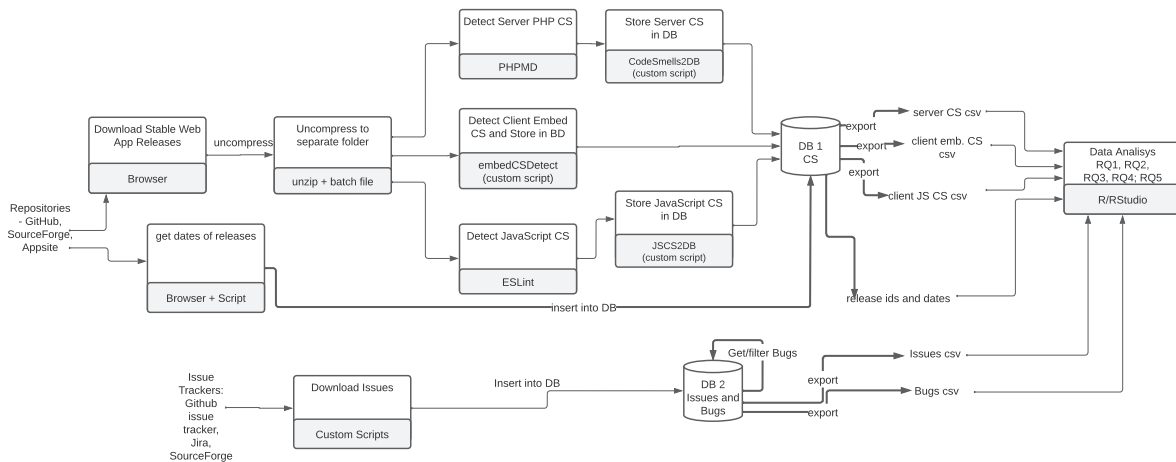 Detect Server PHP CS
PHPMD
Store Server CS
in DB
CodeSmells2DB
(custom script)
Download Stable Web
App Releases
Browser
uncompress
Uncompress to
separate folder
unzip + batch file
Detect Client Embed
CS and Store in BD
embedCSDetect
(custom script)
DB 1
CS
export
export
export
server CS csv
client emb. CS
csv
client JS CS csv
Data Analisys
RQ1, RQ2,
RQ3, RQ4; RQ5
R/RStudio
Repositories
- GitHub,
SourceForge,
Appsite
get dates of releases
Browser + Script
Detect JavaScript CS
ESLint
Store JavaScript CS
in DB
JSCS2DB
(custom script)
insert into DB
release ids and dates
Issue
Trackers:
Github
issue
tracker,
Jira,
SourceForge
Download Issues
Custom Scripts
Insert into DB
Get/filter Bugs
DB 2
Issues and
Bugs
export
export
Issues csv
Bugs csv